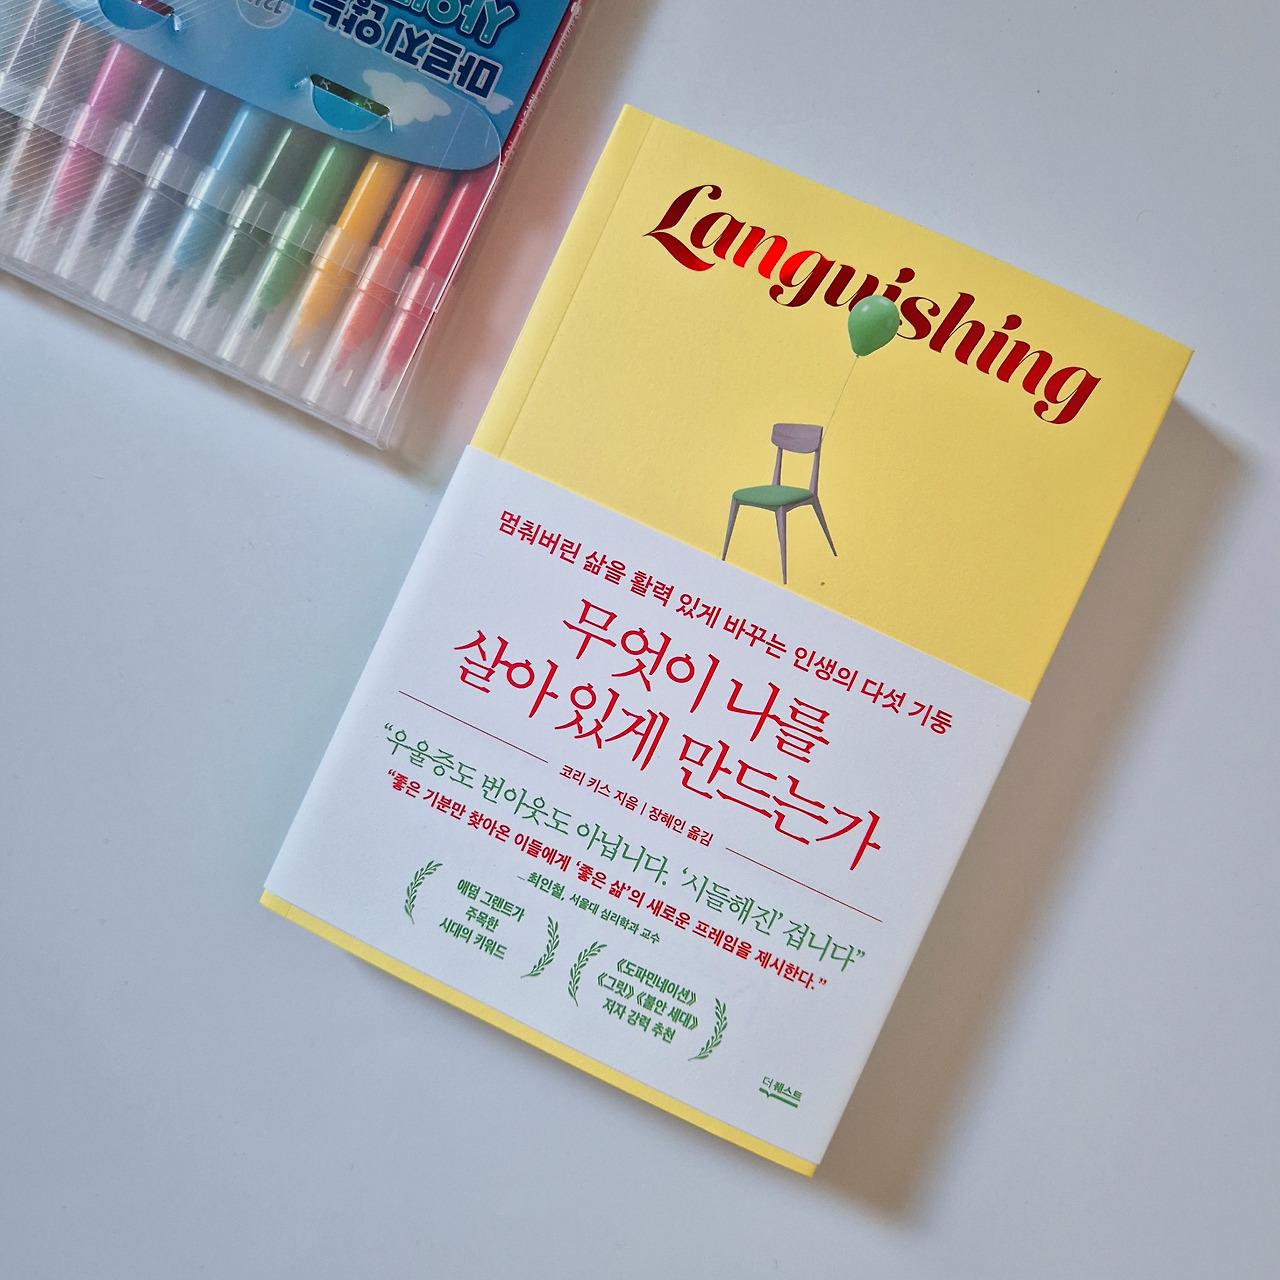 마르지 않는
Languishing
멈춰버린 삶을 활력 있게 바꾸는 인생의 다섯 기둥
무엇이 나를
살아 있게 만드는가
코리 키스 지음 | 장혜인 옮김
“우울증도 번아웃도 아닙니다. ‘시들해진’ 겁니다”
“좋은 기분만 찾아온 이들에게 ‘좋은 삶’의 새로운 프레임을 제시한다.”
_최인철, 서울대 심리학과 교수
애덤 그랜트가
주목한
시대의 키워드
《도파민네이션》
《그릿》 《불안 세대》
저자 강력 추천
더퀘스트